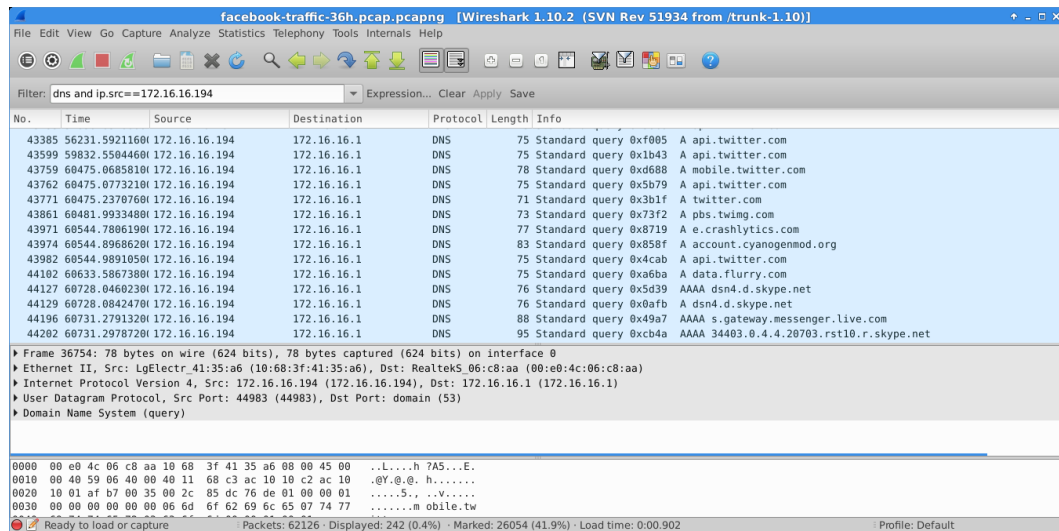 facebook-traffic-36h.pcap.pcapng [Wireshark 1.10.2 (SVN Rev 51934 from /trunk-1.10)]
File Edit View Go Capture Analyze Statistics Telephony Tools Internals Help
Filter: dns and ip.src==172.16.16.194 Expression... Clear Apply Save
No. Time Source Destination Protocol Length Info
43385 56231.5921160( 172.16.16.194 172.16.16.1 DNS 75 Standard query 0xf005 A api.twitter.com
43599 59832.5504460( 172.16.16.194 172.16.16.1 DNS 75 Standard query 0x1b43 A api.twitter.com
43759 60475.0685810( 172.16.16.194 172.16.16.1 DNS 78 Standard query 0xd688 A mobile.twitter.com
43762 60475.0773210( 172.16.16.194 172.16.16.1 DNS 75 Standard query 0x5b79 A api.twitter.com
43771 60475.2370760( 172.16.16.194 172.16.16.1 DNS 71 Standard query 0x3b1f A twitter.com
43861 60481.9933480( 172.16.16.194 172.16.16.1 DNS 73 Standard query 0x73f2 A pbs.twimg.com
43971 60544.7806190( 172.16.16.194 172.16.16.1 DNS 77 Standard query 0x8719 A e.crashlytics.com
43974 60544.8968620( 172.16.16.194 172.16.16.1 DNS 83 Standard query 0x858f A account.cyanogenmod.org
43982 60544.9891050( 172.16.16.194 172.16.16.1 DNS 75 Standard query 0x4cab A api.twitter.com
44102 60633.5867380( 172.16.16.194 172.16.16.1 DNS 75 Standard query 0xa6ba A data.flurry.com
44127 60728.0460230( 172.16.16.194 172.16.16.1 DNS 76 Standard query 0x5d39 AAAA dsn4.d.skype.net
44129 60728.0842470( 172.16.16.194 172.16.16.1 DNS 76 Standard query 0x0afb A dsn4.d.skype.net
44196 60731.2791320( 172.16.16.194 172.16.16.1 DNS 88 Standard query 0x49a7 AAAA s.gateway.messenger.live.com
44202 60731.2978720( 172.16.16.194 172.16.16.1 DNS 95 Standard query 0xcb4a AAAA 34403.0.4.4.20703.rst10.r.skype.net
Frame 36754: 78 bytes on wire (624 bits), 78 bytes captured (624 bits) on interface 0
Ethernet II, Src: LgElectr_41:35:a6 (10:68:3f:41:35:a6), Dst: RealtekS_06:c8:aa (00:e0:4c:06:c8:aa)
Internet Protocol Version 4, Src: 172.16.16.194 (172.16.16.194), Dst: 172.16.16.1 (172.16.16.1)
User Datagram Protocol, Src Port: 44983 (44983), Dst Port: domain (53)
Domain Name System (query)
0000 00 e0 4c 06 c8 aa 10 68 3f 41 35 a6 08 00 45 00 ..L....h ?A5...E.
0010 00 40 59 06 40 00 40 11 68 c3 ac 10 10 c2 ac 10 .@Y.@.@. h.......
0020 10 01 af b7 00 35 00 2c 85 dc 76 de 01 00 00 01 .....5., ..v.....
0030 00 00 00 00 00 00 06 6d 6f 62 69 6c 65 07 74 77 .......m obile.tw
Ready to load or capture Packets: 62126 · Displayed: 242 (0.4%) · Marked: 26054 (41.9%) · Load time: 0:00.902 Profile: Default